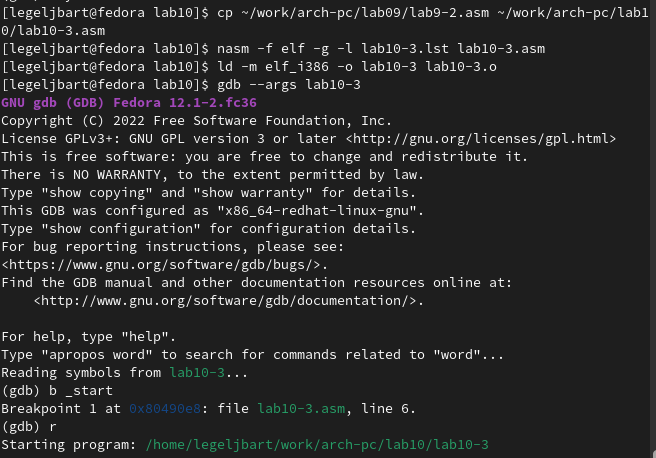 [legeljbart@fedora lab10]$ cp ~/work/arch-pc/lab09/lab9-2.asm ~/work/arch-pc/lab1
0/lab10-3.asm
[legeljbart@fedora lab10]$ nasm -f elf -g -l lab10-3.lst lab10-3.asm
[legeljbart@fedora lab10]$ ld -m elf_i386 -o lab10-3 lab10-3.o
[legeljbart@fedora lab10]$ gdb --args lab10-3
GNU gdb (GDB) Fedora 12.1-2.fc36
Copyright (C) 2022 Free Software Foundation, Inc.
License GPLv3+: GNU GPL version 3 or later <http://gnu.org/licenses/gpl.html>
This is free software: you are free to change and redistribute it.
There is NO WARRANTY, to the extent permitted by law.
Type "show copying" and "show warranty" for details.
This GDB was configured as "x86_64-redhat-linux-gnu".
Type "show configuration" for configuration details.
For bug reporting instructions, please see:
<https://www.gnu.org/software/gdb/bugs/>.
Find the GDB manual and other documentation resources online at:
    <http://www.gnu.org/software/gdb/documentation/>.

For help, type "help".
Type "apropos word" to search for commands related to "word"...
Reading symbols from lab10-3...
(gdb) b _start
Breakpoint 1 at 0x80490e8: file lab10-3.asm, line 6.
(gdb) r
Starting program: /home/legeljbart/work/arch-pc/lab10/lab10-3